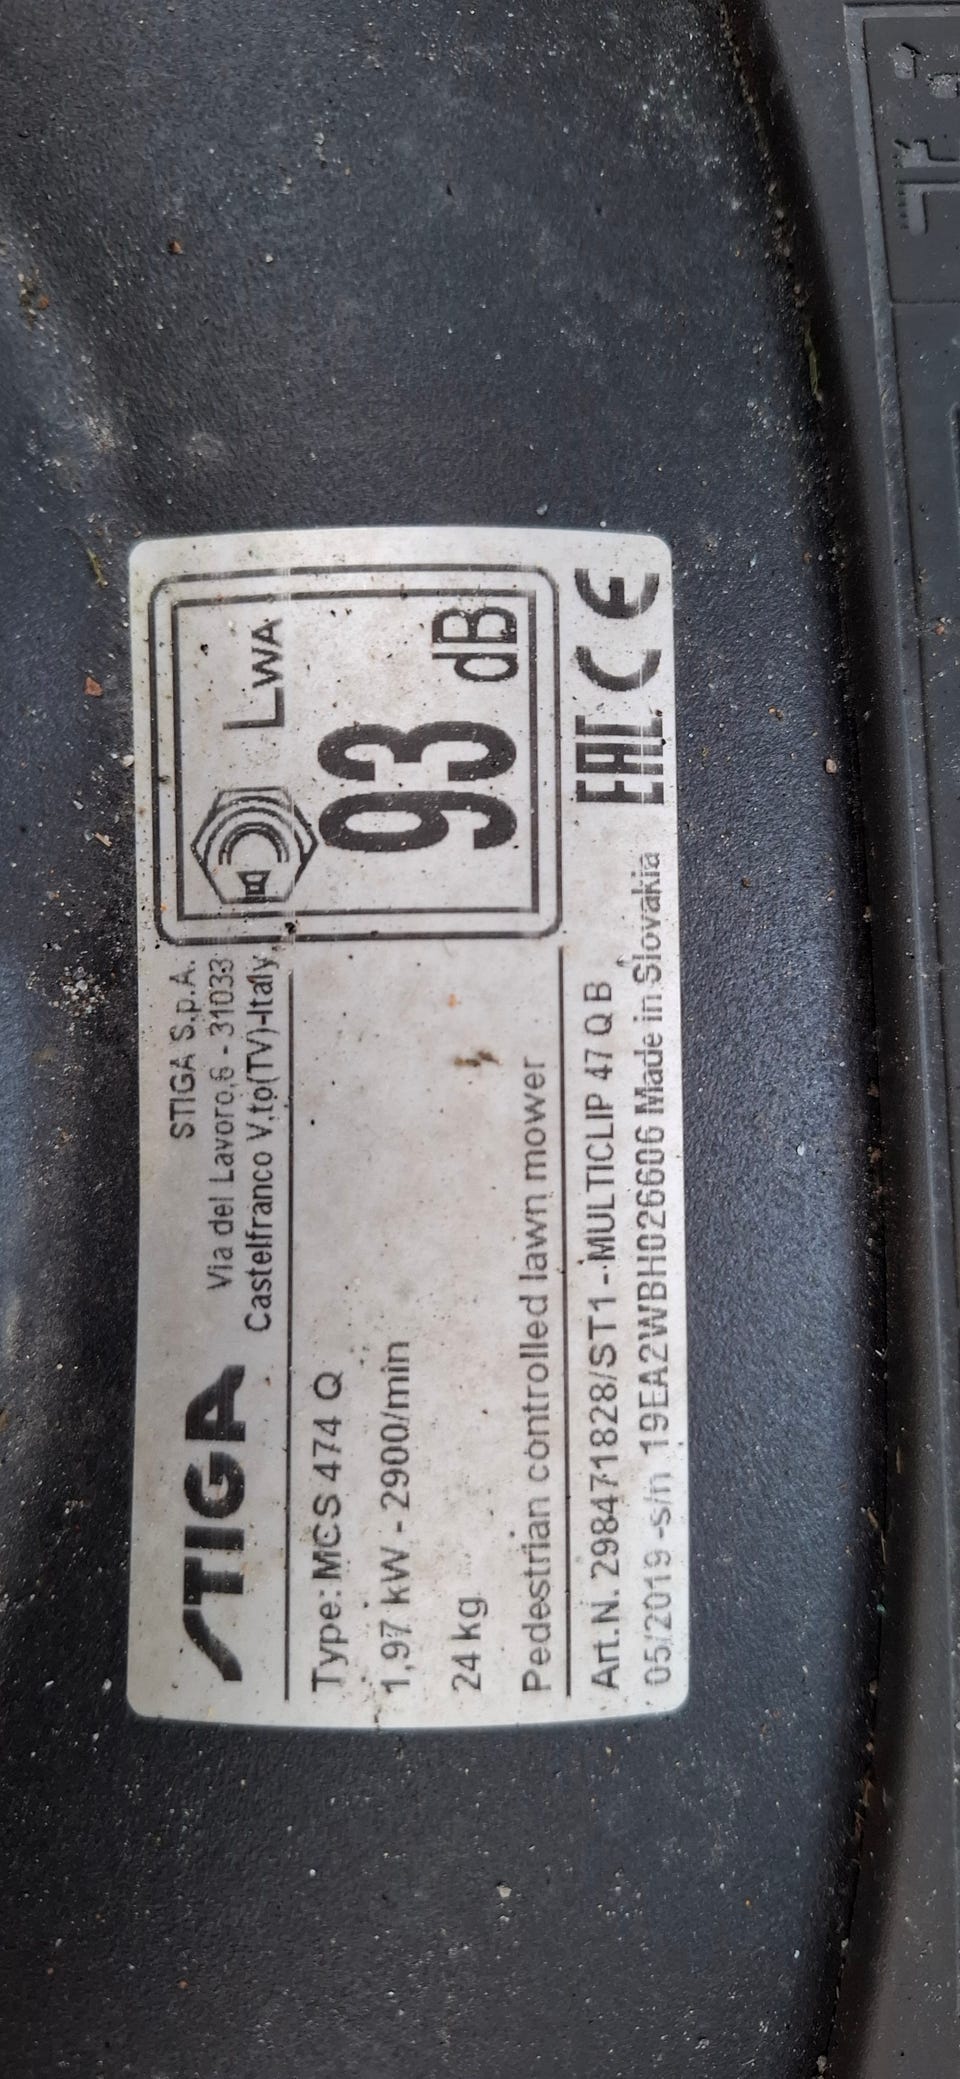 STIGA
STIGA S.p.A.
Via del Lavoro,6 - 31033
Castelfranco V.to(TV)-Italy
LWA
93
dB
Type: MCS 474 Q
1,97 kW - 2900/min
24 kg
Pedestrian controlled lawn mower
Art.N. 298471828/ST1 - MULTICLIP 47 Q B
05/2019 -s/n 19EA2WBH026606 Made in Slovakia
EAC CE